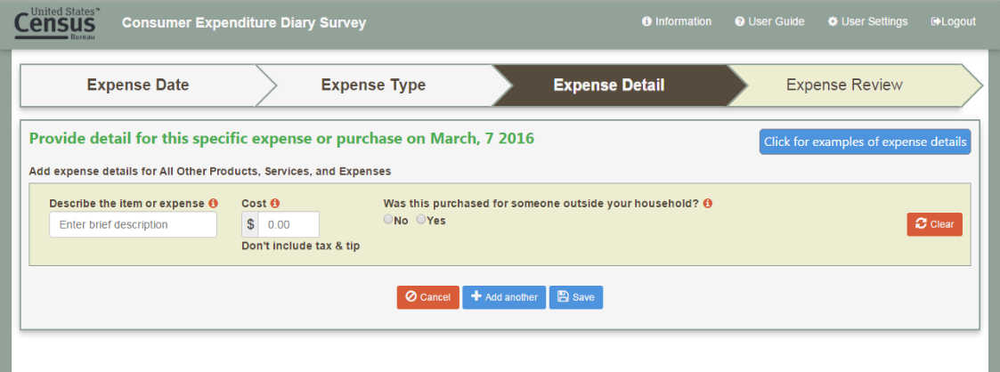 United States™
Census
Bureau
Consumer Expenditure Diary Survey
Information User Guide User Settings Logout
Expense Date Expense Type Expense Detail Expense Review
Provide detail for this specific expense or purchase on March, 7 2016
Click for examples of expense details
Add expense details for All Other Products, Services, and Expenses
Describe the item or expense Cost Was this purchased for someone outside your household?
Enter brief description $ 0.00 No Yes
Clear
Don't include tax & tip
Cancel Add another Save